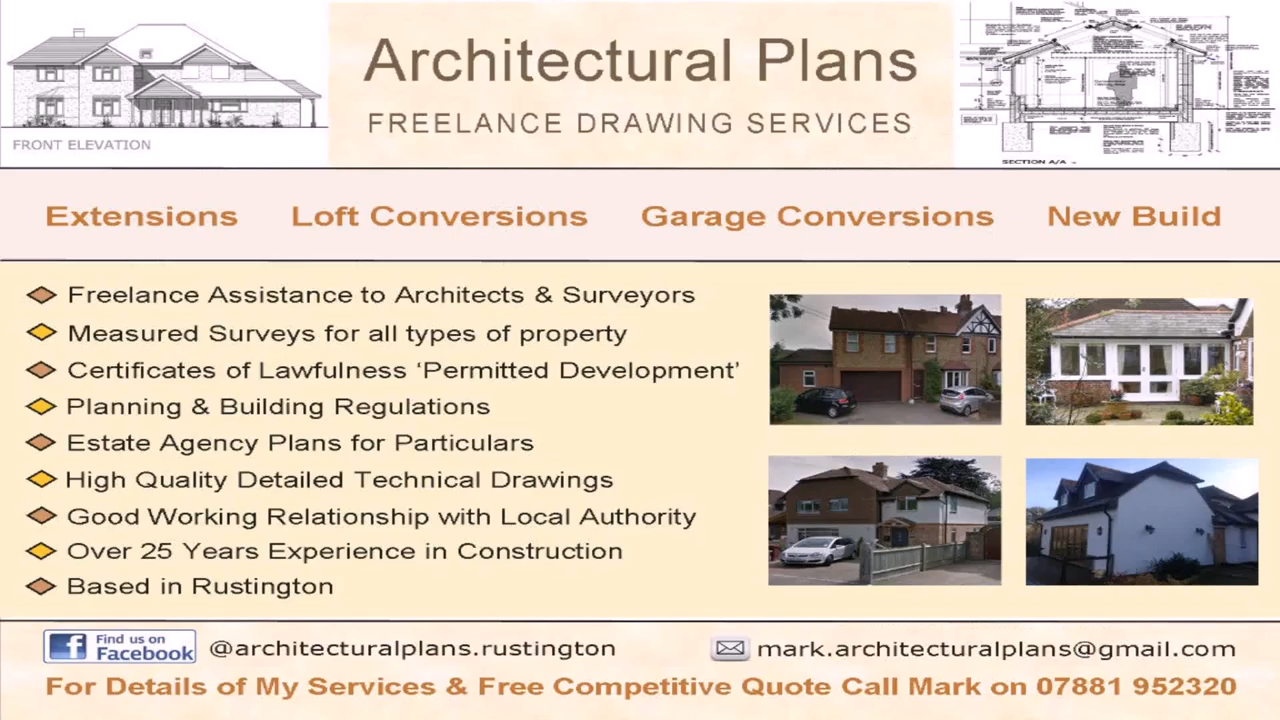 Architectural Plans
FREELANCE DRAWING SERVICES
FRONT ELEVATION
SECTION A/A
Extensions Loft Conversions Garage Conversions New Build
Freelance Assistance to Architects & Surveyors
Measured Surveys for all types of property
Certificates of Lawfulness ‘Permitted Development’
Planning & Building Regulations
Estate Agency Plans for Particulars
High Quality Detailed Technical Drawings
Good Working Relationship with Local Authority
Over 25 Years Experience in Construction
Based in Rustington
Find us on
Facebook
@architecturalplans.rustington
mark.architecturalplans@gmail.com
For Details of My Services & Free Competitive Quote Call Mark on 07881 952320